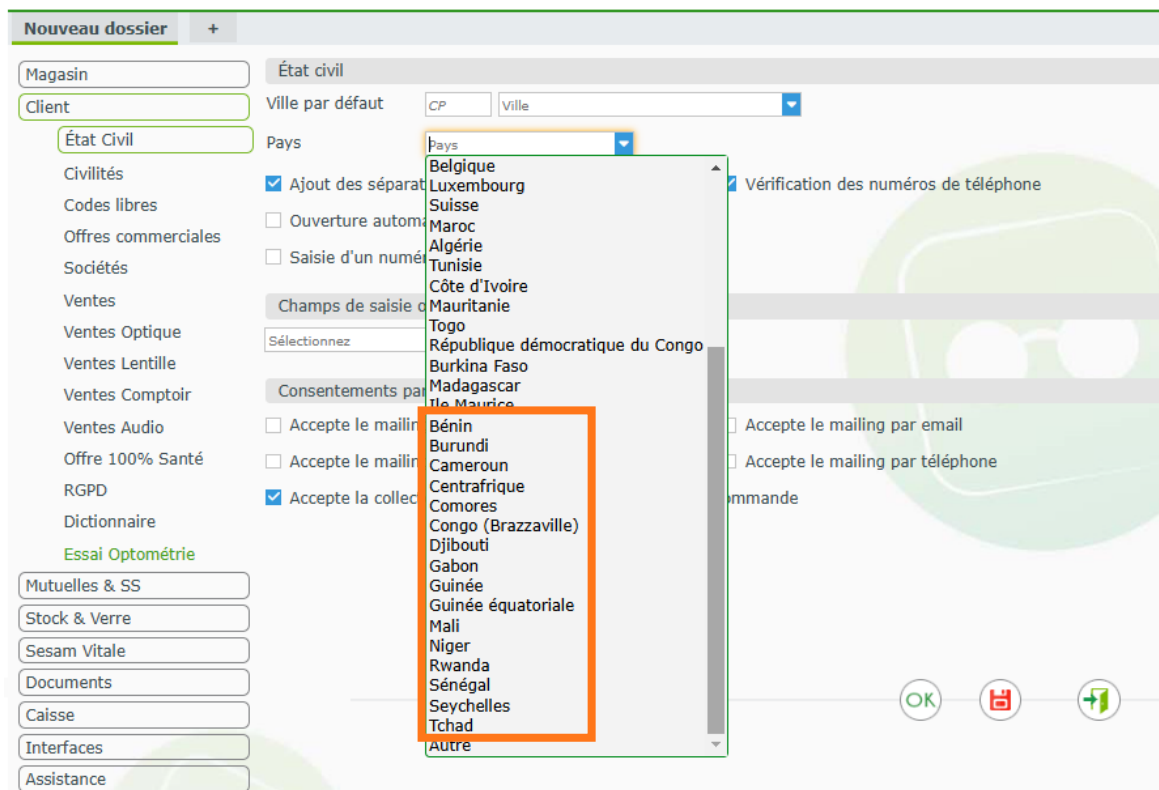 Nouveau dossier +
Magasin
Client
État Civil
Civilités
Codes libres
Offres commerciales
Sociétés
Ventes
Ventes Optique
Ventes Lentille
Ventes Comptoir
Ventes Audio
Offre 100% Santé
RGPD
Dictionnaire
Essai Optométrie
Mutuelles & SS
Stock & Verre
Sesam Vitale
Documents
Caisse
Interfaces
Assistance
État civil
Ville par défaut CP Ville
Pays Pays
Belgique
Luxembourg
Suisse
Maroc
Algérie
Tunisie
Côte d'Ivoire
Mauritanie
Togo
République démocratique du Congo
Burkina Faso
Madagascar
Ile Maurice
Bénin
Burundi
Cameroun
Centrafrique
Comores
Congo (Brazzaville)
Djibouti
Gabon
Guinée
Guinée équatoriale
Mali
Niger
Rwanda
Sénégal
Seychelles
Tchad
Autre
Ajout des séparat
Vérification des numéros de téléphone
Ouverture automa
Saisie d'un numér
Champs de saisie o
Sélectionnez
Consentements par
Accepte le mailin
Accepte le mailing par email
Accepte le mailin
Accepte le mailing par téléphone
Accepte la collect
ommande
OK